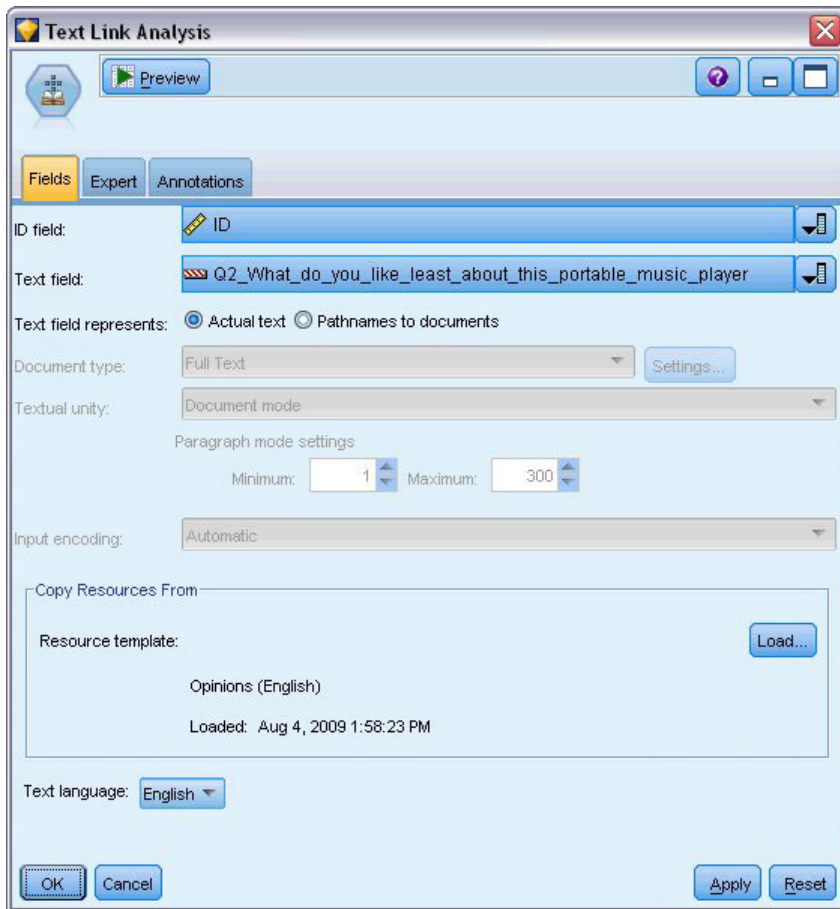 Text Link Analysis
Preview
Fields Expert Annotations
ID field: ID
Text field: Q2_What_do_you_like_least_about_this_portable_music_player
Text field represents: Actual text Pathnames to documents
Document type: Full Text Settings...
Textual unity: Document mode
Paragraph mode settings
Minimum: 1 Maximum: 300
Input encoding: Automatic
Copy Resources From
Resource template: Load...
Opinions (English)
Loaded: Aug 4, 2009 1:58:23 PM
Text language: English
OK Cancel Apply Reset